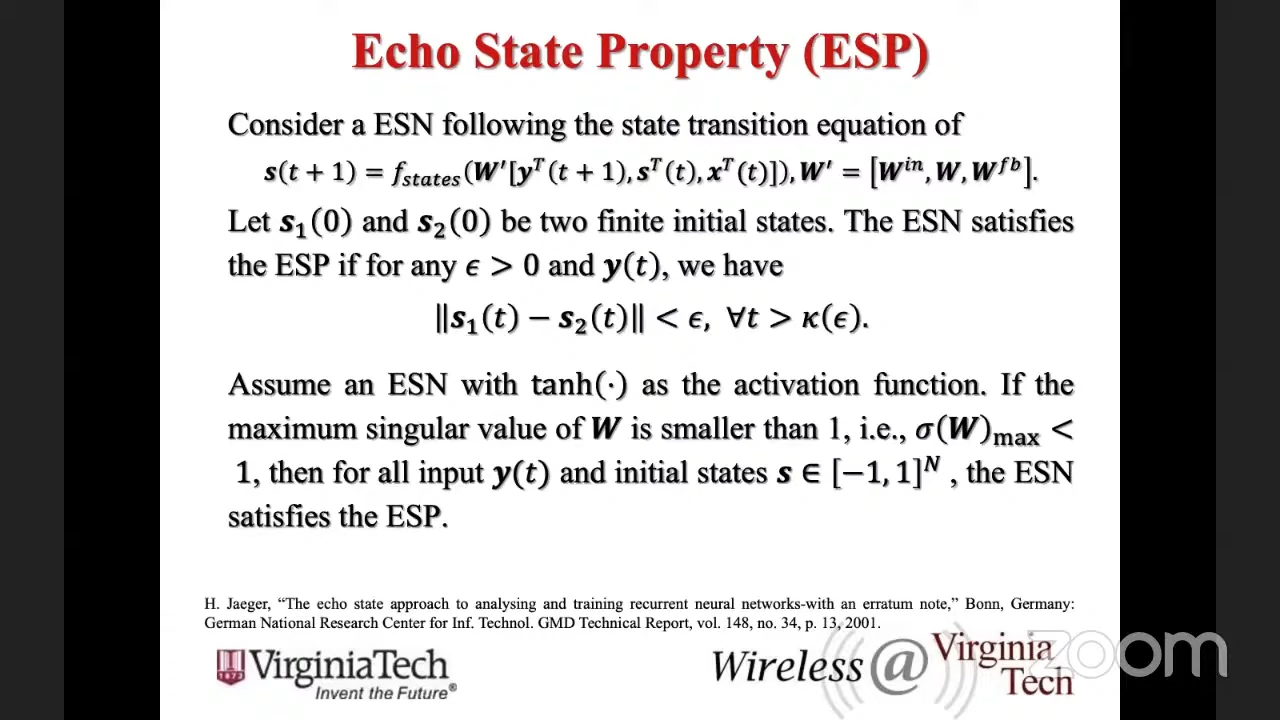 Echo State Property (ESP)
Consider a ESN following the state transition equation of
𝒔(t + 1) = f_states(𝑾′[𝒚^T(t + 1), 𝒔^T(t), 𝒙^T(t)]), 𝑾′ = [𝑾^in, 𝑾, 𝑾^fb].
Let 𝒔₁(0) and 𝒔₂(0) be two finite initial states. The ESN satisfies
the ESP if for any ϵ > 0 and 𝒚(t), we have
‖𝒔₁(t) − 𝒔₂(t)‖ < ϵ, ∀t > κ(ϵ).
Assume an ESN with tanh(·) as the activation function. If the
maximum singular value of 𝑾 is smaller than 1, i.e., σ(𝑾)_max <
1, then for all input 𝒚(t) and initial states 𝒔 ∈ [−1, 1]^N , the ESN
satisfies the ESP.
H. Jaeger, “The echo state approach to analysing and training recurrent neural networks-with an erratum note,” Bonn, Germany:
German National Research Center for Inf. Technol. GMD Technical Report, vol. 148, no. 34, p. 13, 2001.
1872 VirginiaTech
Invent the Future®
Wireless @ Virginia
Tech
zoom